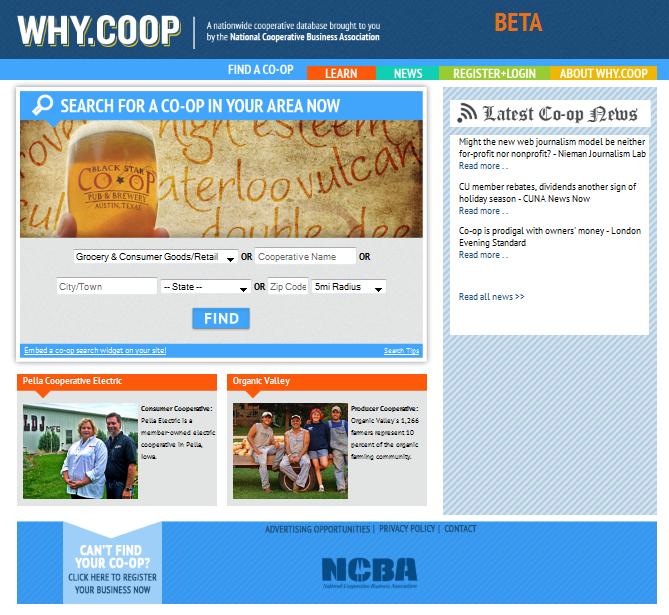 WHY.COOP
A nationwide cooperative database brought to you
by the National Cooperative Business Association
BETA
FIND A CO-OP
LEARN
NEWS
REGISTER+LOGIN
ABOUT WHY.COOP
SEARCH FOR A CO-OP IN YOUR AREA NOW
high esteem
waterloo
vulcan
double dee
BLACK STAR
CO-OP
PUB & BREWERY
AUSTIN, TEXAS
Grocery & Consumer Goods/Retail OR Cooperative Name OR
City/Town -- State -- OR Zip Code 5mi Radius
FIND
Embed a co-op search widget on your site!
Search Tips
Latest Co-op News
Might the new web journalism model be neither
for-profit nor nonprofit? - Nieman Journalism Lab
Read more . .
CU member rebates, dividends another sign of
holiday season - CUNA News Now
Read more . .
Co-op is prodigal with owners' money - London
Evening Standard
Read more . .
Read all news >>
Pella Cooperative Electric
LDJ MFG
Consumer Cooperative:
Pella Electric is a
member-owned electric
cooperative in Pella,
Iowa.
Organic Valley
Producer Cooperative:
Organic Valley's 1,266
farmers represent 10
percent of the organic
farming community.
CAN'T FIND
YOUR CO-OP?
CLICK HERE TO REGISTER
YOUR BUSINESS NOW
ADVERTISING OPPORTUNITIES | PRIVACY POLICY | CONTACT
NCBA
National Cooperative Business Association